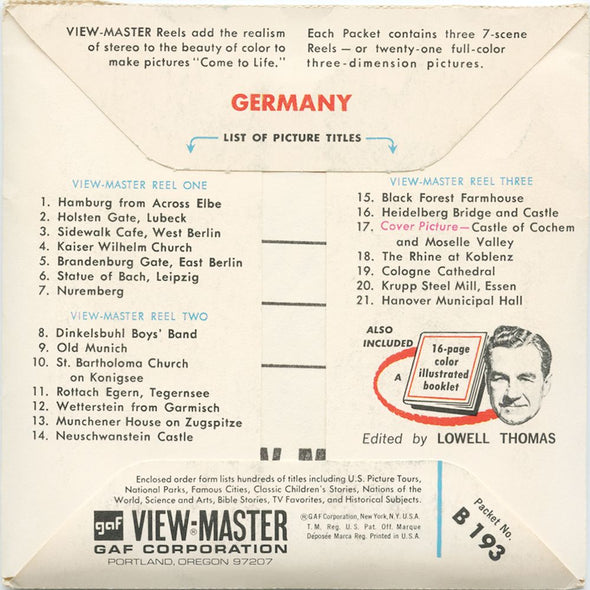 VIEW-MASTER Reels add the realism
of stereo to the beauty of color to
make pictures "Come to Life."
Each Packet contains three 7-scene
Reels — or twenty-one full-color
three-dimension pictures.
GERMANY
LIST OF PICTURE TITLES
VIEW-MASTER REEL ONE
1. Hamburg from Across Elbe
2. Holsten Gate, Lubeck
3. Sidewalk Cafe, West Berlin
4. Kaiser Wilhelm Church
5. Brandenburg Gate, East Berlin
6. Statue of Bach, Leipzig
7. Nuremberg
VIEW-MASTER REEL TWO
8. Dinkelsbuhl Boys' Band
9. Old Munich
10. St. Bartholoma Church
on Konigsee
11. Rottach Egern, Tegernsee
12. Wetterstein from Garmisch
13. Munchener House on Zugspitze
14. Neuschwanstein Castle
VIEW-MASTER REEL THREE
15. Black Forest Farmhouse
16. Heidelberg Bridge and Castle
17. Cover Picture—Castle of Cochem
and Moselle Valley
18. The Rhine at Koblenz
19. Cologne Cathedral
20. Krupp Steel Mill, Essen
21. Hanover Municipal Hall
ALSO
INCLUDED
A
16-page
color
illustrated
booklet
Edited by LOWELL THOMAS
Enclosed order form lists hundreds of titles including U.S. Picture Tours,
National Parks, Famous Cities, Classic Children's Stories, Nations of the
World, Science and Arts, Bible Stories, TV Favorites, and Historical Subjects.
gaf VIEW-MASTER®
GAF CORPORATION
PORTLAND, OREGON 97207
® GAF Corporation, New York, N.Y. U.S.A.
T. M. Reg. U. S. Pat. Off. Marque
Déposée Marca Reg. Printed in U.S.A.
Packet No.
B 193